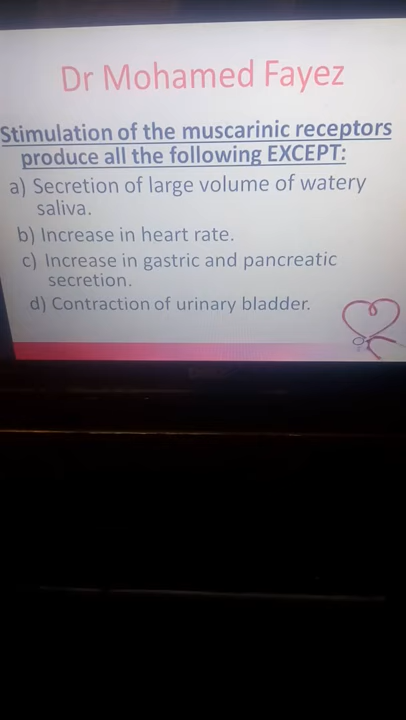 Dr Mohamed Fayez
Stimulation of the muscarinic receptors
produce all the following EXCEPT:
a) Secretion of large volume of watery
saliva.
b) Increase in heart rate.
c) Increase in gastric and pancreatic
secretion.
d) Contraction of urinary bladder.